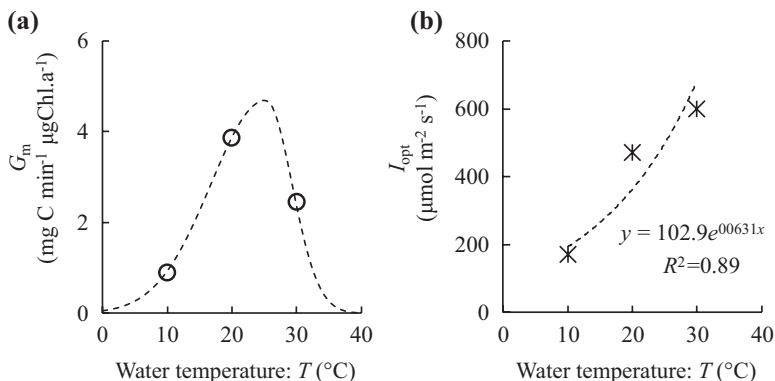 (a)
6
4
2
0
0 10 20 30 40
G_m
(mg C min⁻¹ μgChl.a⁻¹)
Water temperature: T (°C)
(b)
800
600
400
200
0
0 10 20 30 40
I_opt
(μmol m⁻² s⁻¹)
y = 102.9e^00631x
R²=0.89
Water temperature: T (°C)